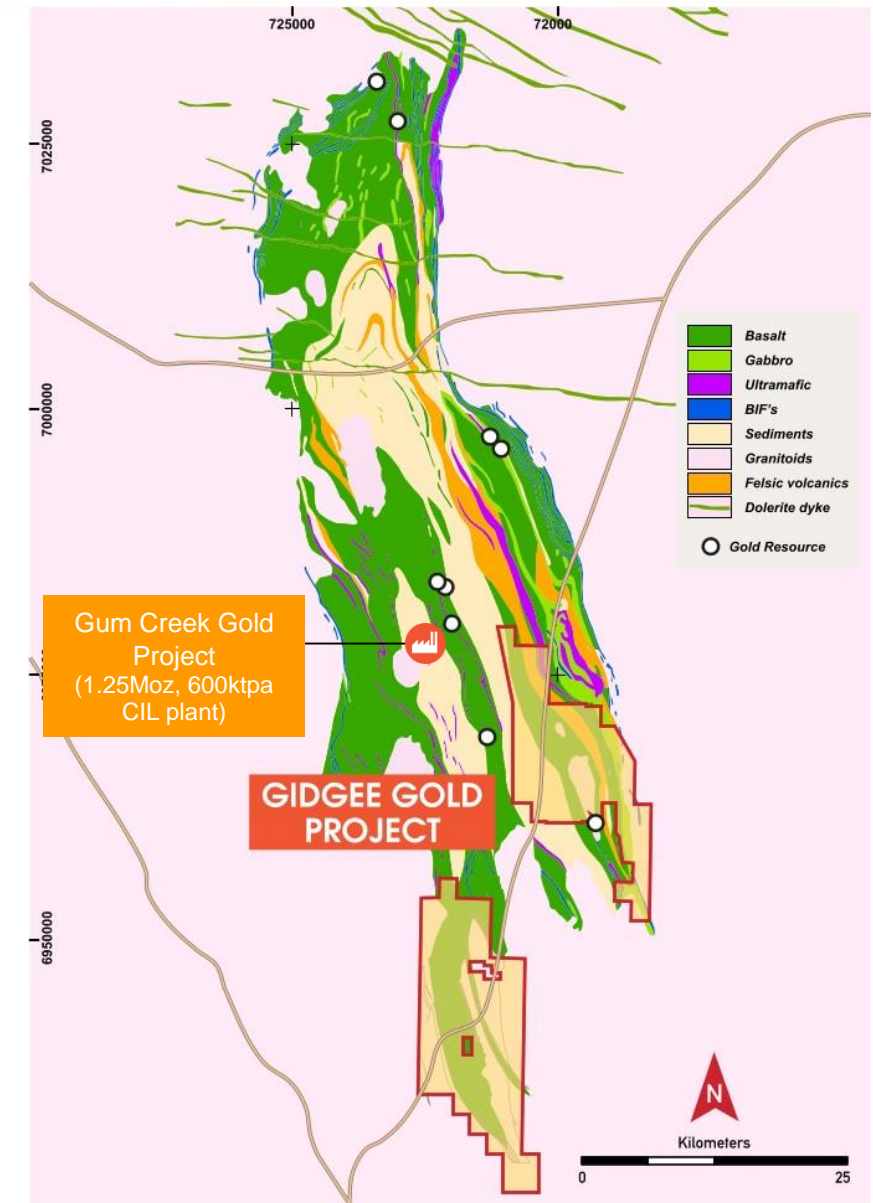 725000
72000
7025000
7000000
Basalt
Gabbro
Ultramafic
BIF's
Sediments
Granitoids
Felsic volcanics
Dolerite dyke
Gold Resource
Gum Creek Gold
Project
(1.25Moz, 600ktpa
CIL plant)
GIDGEE GOLD
PROJECT
6950000
N
Kilometers
0
25